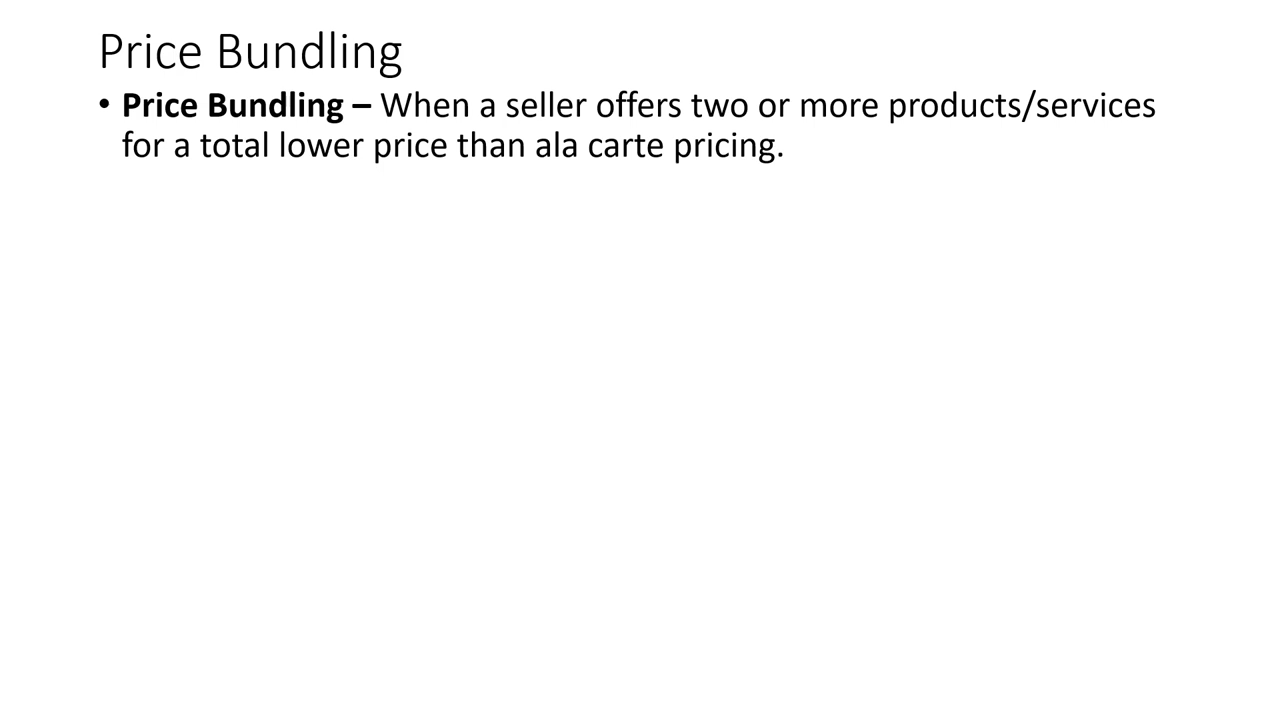 Price Bundling
• Price Bundling – When a seller offers two or more products/services
for a total lower price than ala carte pricing.